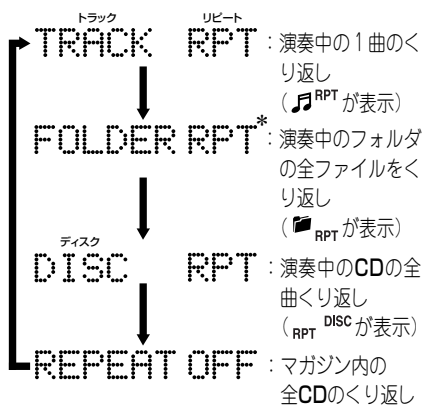 トラック リピート
TRACK RPT：演奏中の1曲のく
り返し
（RPTが表示）
FOLDER RPT*：演奏中のフォルダ
の全ファイルをく
り返し
（RPTが表示）
ディスク
DISC RPT：演奏中のCDの全
曲くり返し
（RPT DISCが表示）
REPEAT OFF：マガジン内の
全CDのくり返し